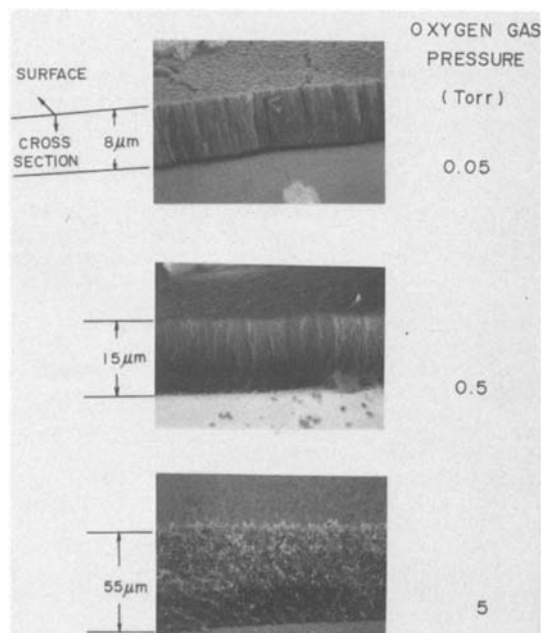 OXYGEN GAS
PRESSURE
(Torr)
SURFACE
CROSS
SECTION
8μm
0.05
15μm
0.5
55μm
5